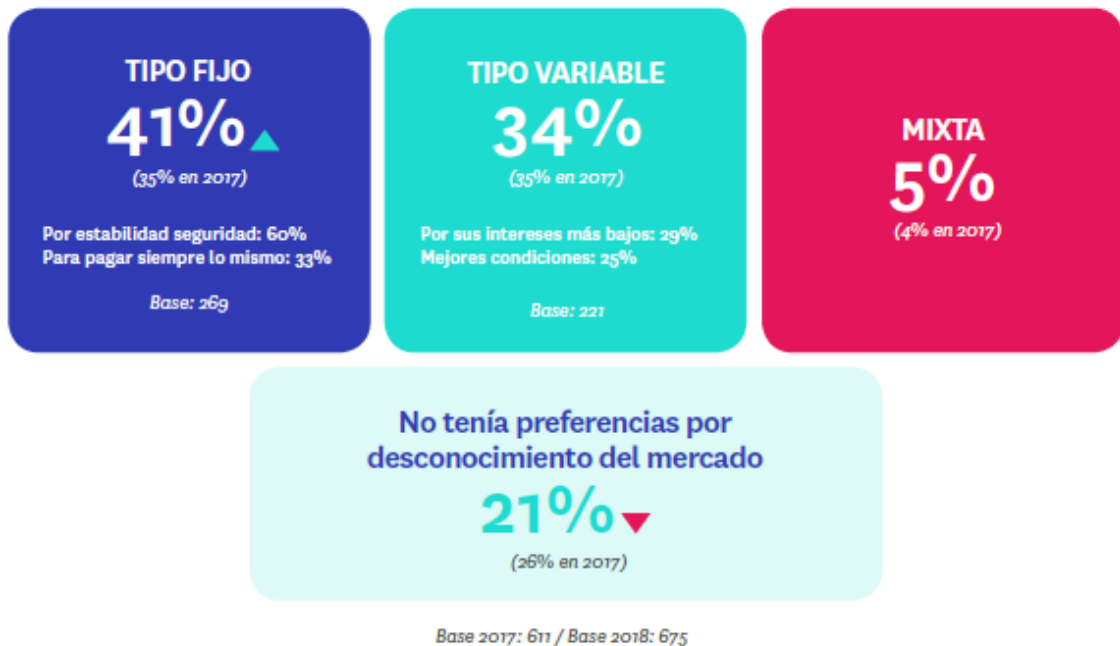 TIPO FIJO
41%
(35% en 2017)
Por estabilidad seguridad: 60%
Para pagar siempre lo mismo: 33%
Base: 269
TIPO VARIABLE
34%
(35% en 2017)
Por sus intereses más bajos: 29%
Mejores condiciones: 25%
Base: 221
MIXTA
5%
(4% en 2017)
No tenía preferencias por
desconocimiento del mercado
21%
(26% en 2017)
Base 2017: 611 / Base 2018: 675